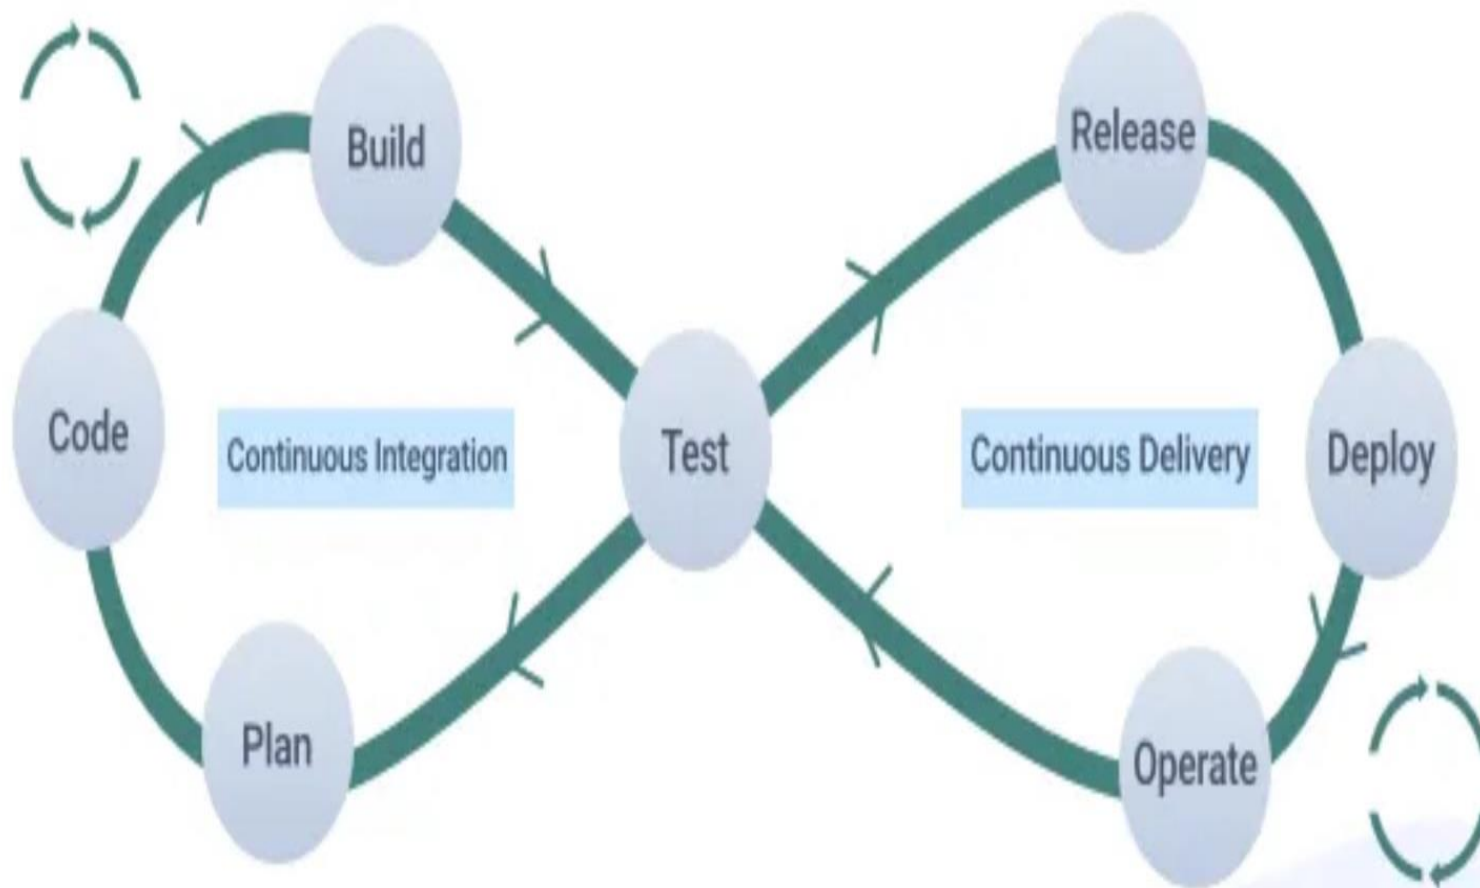 Build
Release
Code
Continuous Integration
Test
Continuous Delivery
Deploy
Plan
Operate